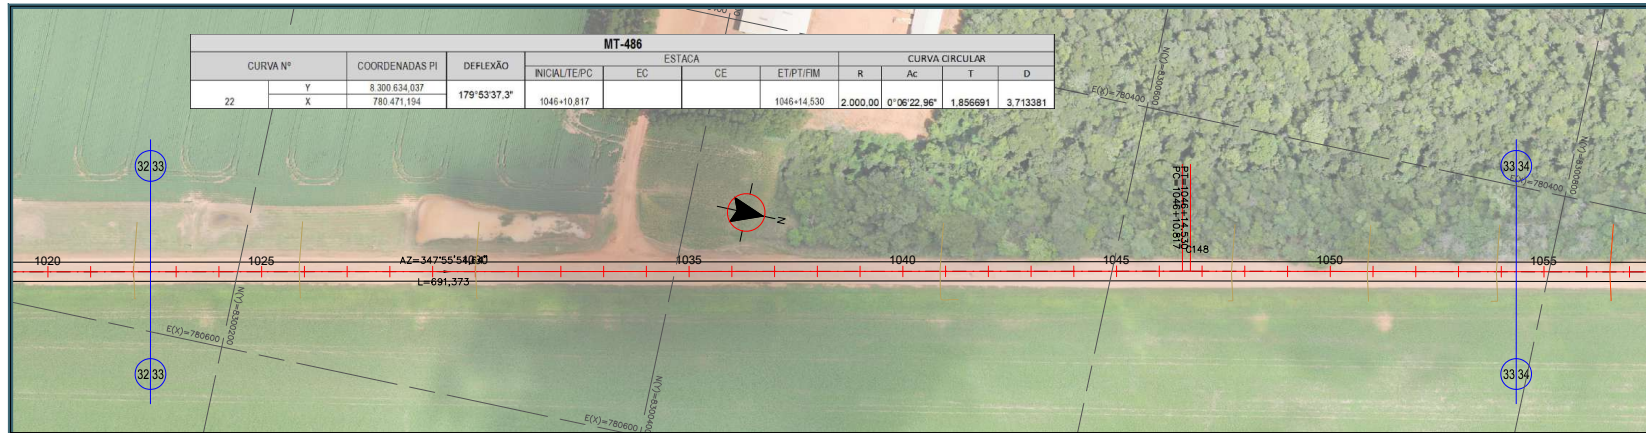 MT-486
CURVA Nº COORDENADAS PI DEFLEXÃO ESTACA CURVA CIRCULAR
INICIAL/TE/PC EC CE ET/PT/FIM R Ac T D
22 Y 8.300.634,037 179°53'37,3"
X 780.471,194 1046+10,817 1046+14,530 2.000,00 0°06'22,96" 1,856691 3,713381
E(X)=780400
N(Y)=8300600
E(X)=780400
N(Y)=8300800
32 33
33 34
N
PT=1046+14,530
PC=1046+10,817
C148
1020 1025 1035 1040 1045 1050 1055
L=691,373
E(X)=780600
N(Y)=8300200
N(Y)=8300400
E(X)=780600
32 33
33 34